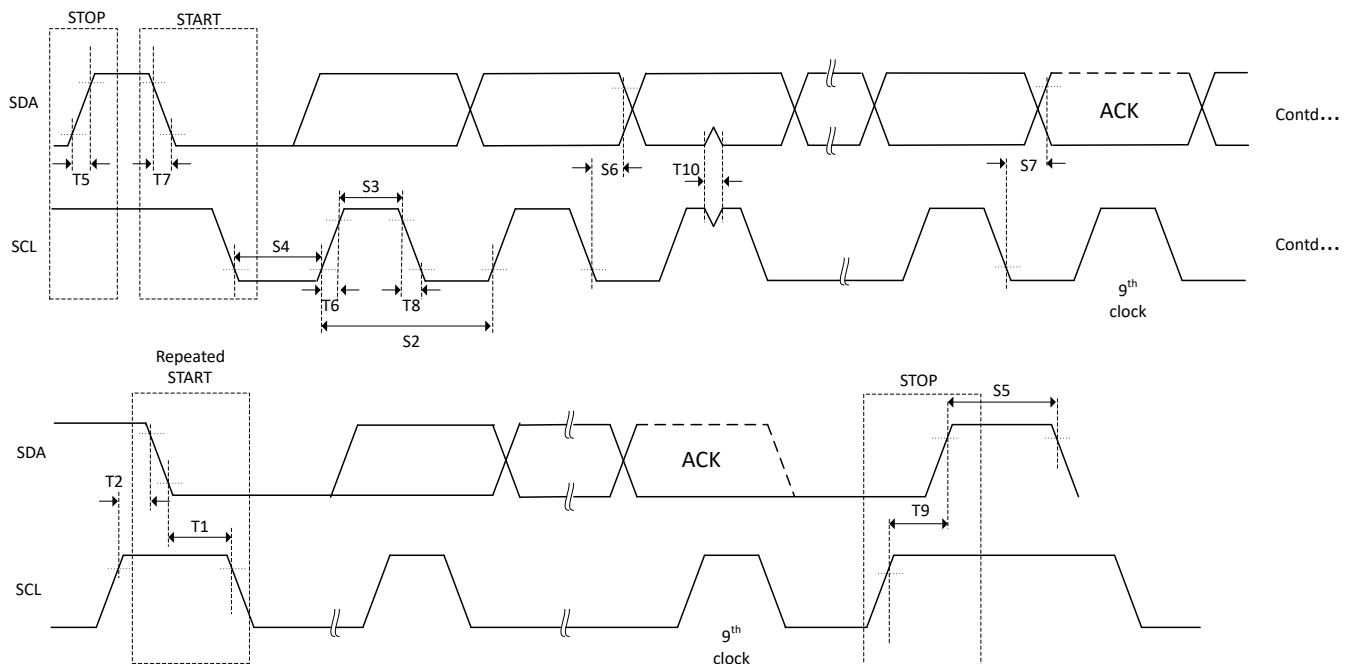 STOP
START
SDA
ACK
Contd...
T5
T7
S6
T10
S7
S3
SCL
S4
Contd...
T6
T8
9th
clock
S2
Repeated
START
STOP
S5
SDA
ACK
T2
T9
T1
SCL
9th
clock